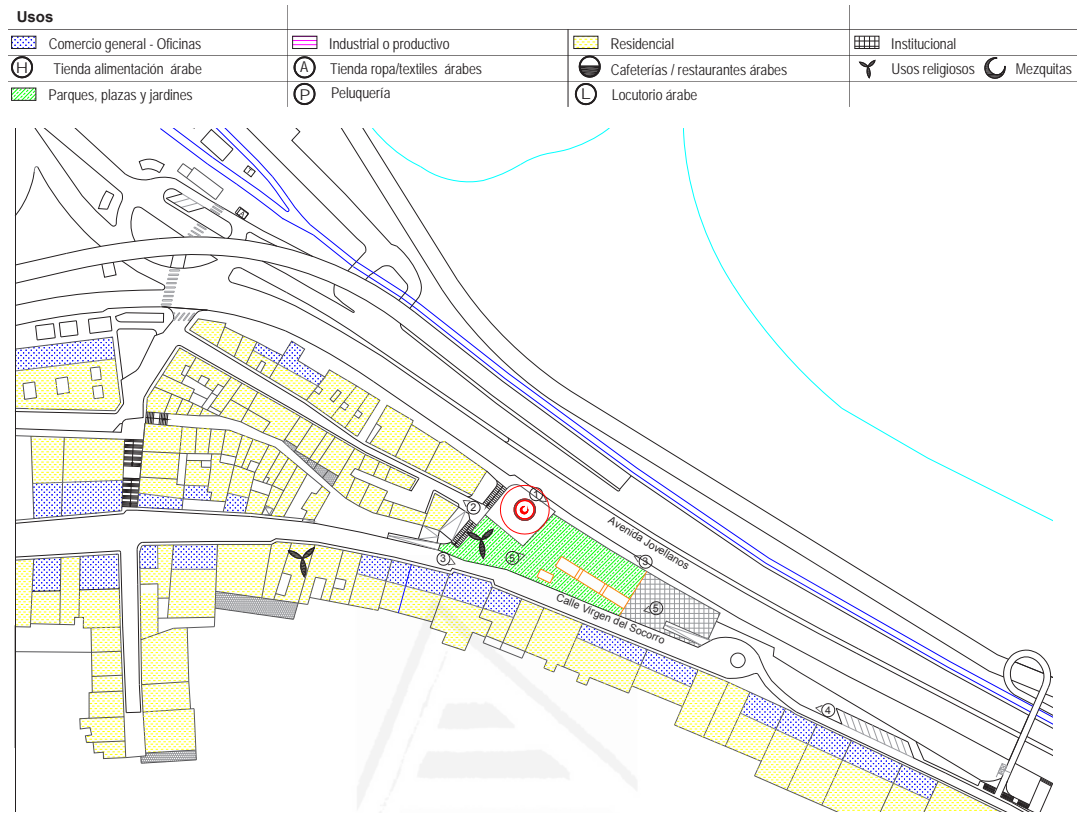 Usos
Comercio general - Oficinas
Industrial o productivo
Residencial
Institucional
H Tienda alimentación árabe
A Tienda ropa/textiles árabes
Cafeterías / restaurantes árabes
Usos religiosos
Mezquitas
Parques, plazas y jardines
P Peluquería
L Locutorio árabe
1
2
Avenida Jovellanos
3
5
3
Calle Virgen del Socorro
5
4